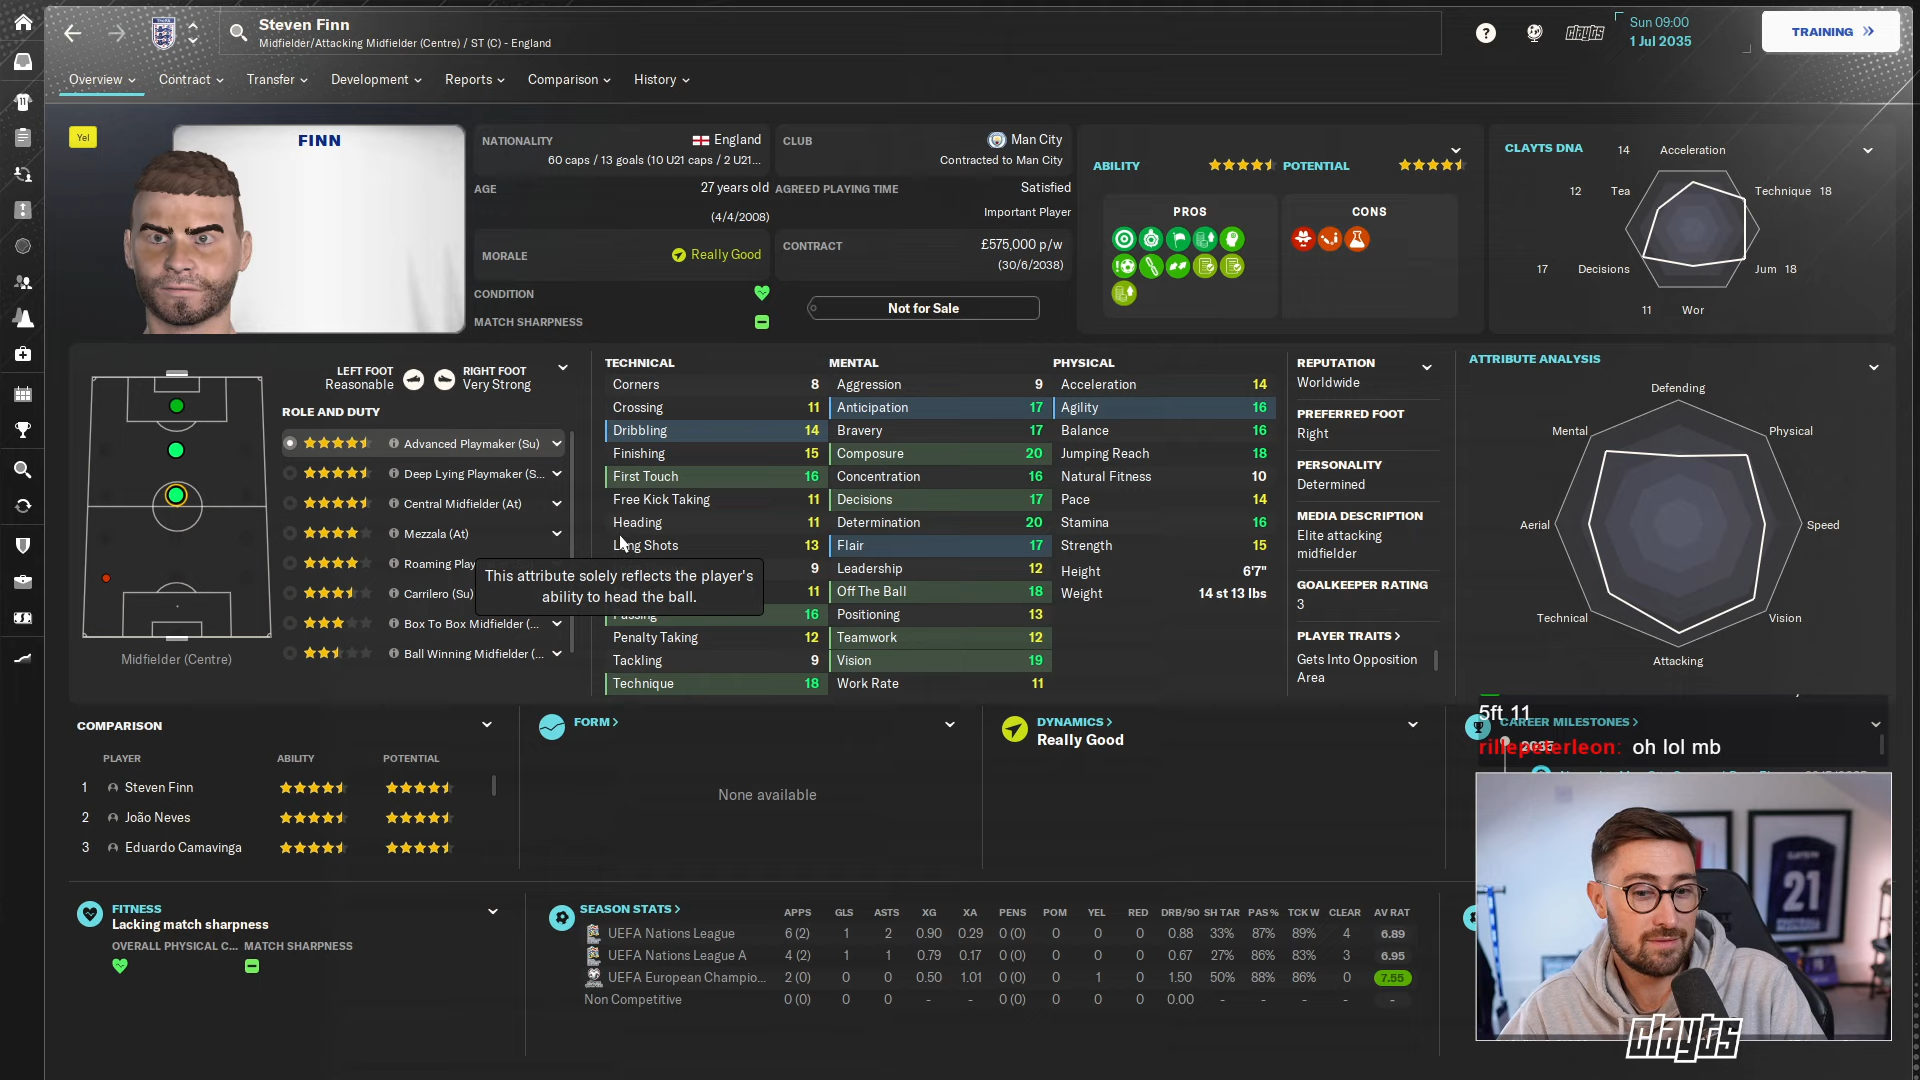 Steven Finn
Midfielder/Attacking Midfielder (Centre) / ST (C) - England
?
clayts
Sun 09:00
1 Jul 2035
TRAINING
Overview
Contract
Transfer
Development
Reports
Comparison
History
Yel
FINN
NATIONALITY
England
60 caps / 13 goals (10 U21 caps / 2 U21...
AGE
27 years old
(4/4/2008)
MORALE
Really Good
CONDITION
MATCH SHARPNESS
CLUB
Man City
Contracted to Man City
AGREED PLAYING TIME
Satisfied
Important Player
CONTRACT
£575,000 p/w
(30/6/2038)
Not for Sale
ABILITY
POTENTIAL
PROS
CONS
CLAYTS DNA
14 Acceleration
12 Tea
Technique 18
17 Decisions
Jum 18
11 Wor
LEFT FOOT
Reasonable
RIGHT FOOT
Very Strong
ROLE AND DUTY
Advanced Playmaker (Su)
Deep Lying Playmaker (S...
Central Midfielder (At)
Mezzala (At)
Roaming Play
Carrilero (Su)
Box To Box Midfielder (...
Ball Winning Midfielder (...
Midfielder (Centre)
TECHNICAL
Corners 8
Crossing 11
Dribbling 14
Finishing 15
First Touch 16
Free Kick Taking 11
Heading 11
Long Shots 13
9
11
Passing 16
Penalty Taking 12
Tackling 9
Technique 18
This attribute solely reflects the player's
ability to head the ball.
MENTAL
Aggression 9
Anticipation 17
Bravery 17
Composure 20
Concentration 16
Decisions 17
Determination 20
Flair 17
Leadership 12
Off The Ball 18
Positioning 13
Teamwork 12
Vision 19
Work Rate 11
PHYSICAL
Acceleration 14
Agility 16
Balance 16
Jumping Reach 18
Natural Fitness 10
Pace 14
Stamina 16
Strength 15
Height 6'7"
Weight 14 st 13 lbs
REPUTATION
Worldwide
PREFERRED FOOT
Right
PERSONALITY
Determined
MEDIA DESCRIPTION
Elite attacking
midfielder
GOALKEEPER RATING
3
PLAYER TRAITS >
Gets Into Opposition
Area
ATTRIBUTE ANALYSIS
Defending
Mental
Physical
Aerial
Speed
Technical
Vision
Attacking
COMPARISON
PLAYER ABILITY POTENTIAL
1 Steven Finn
2 João Neves
3 Eduardo Camavinga
FORM >
None available
DYNAMICS >
Really Good
5ft 11
CAREER MILESTONES >
2035
rillepeterleon: oh lol mb
FITNESS
Lacking match sharpness
OVERALL PHYSICAL C... MATCH SHARPNESS
SEASON STATS > APPS GLS ASTS XG XA PENS POM YEL RED DRB/90 SH TAR PAS % TCK W CLEAR AV RAT
UEFA Nations League 6 (2) 1 2 0.90 0.29 0 (0) 0 0 0 0.88 33% 87% 89% 4 6.89
UEFA Nations League A 4 (2) 1 1 0.79 0.17 0 (0) 0 0 0 0.67 27% 86% 83% 3 6.95
UEFA European Champio... 2 (0) 0 0 0.50 1.01 0 (0) 0 1 0 1.50 50% 88% 86% 0 7.55
Non Competitive 0 (0) 0 0 - - 0 (0) 0 0 0 0.00 - - - - -
21
clayts